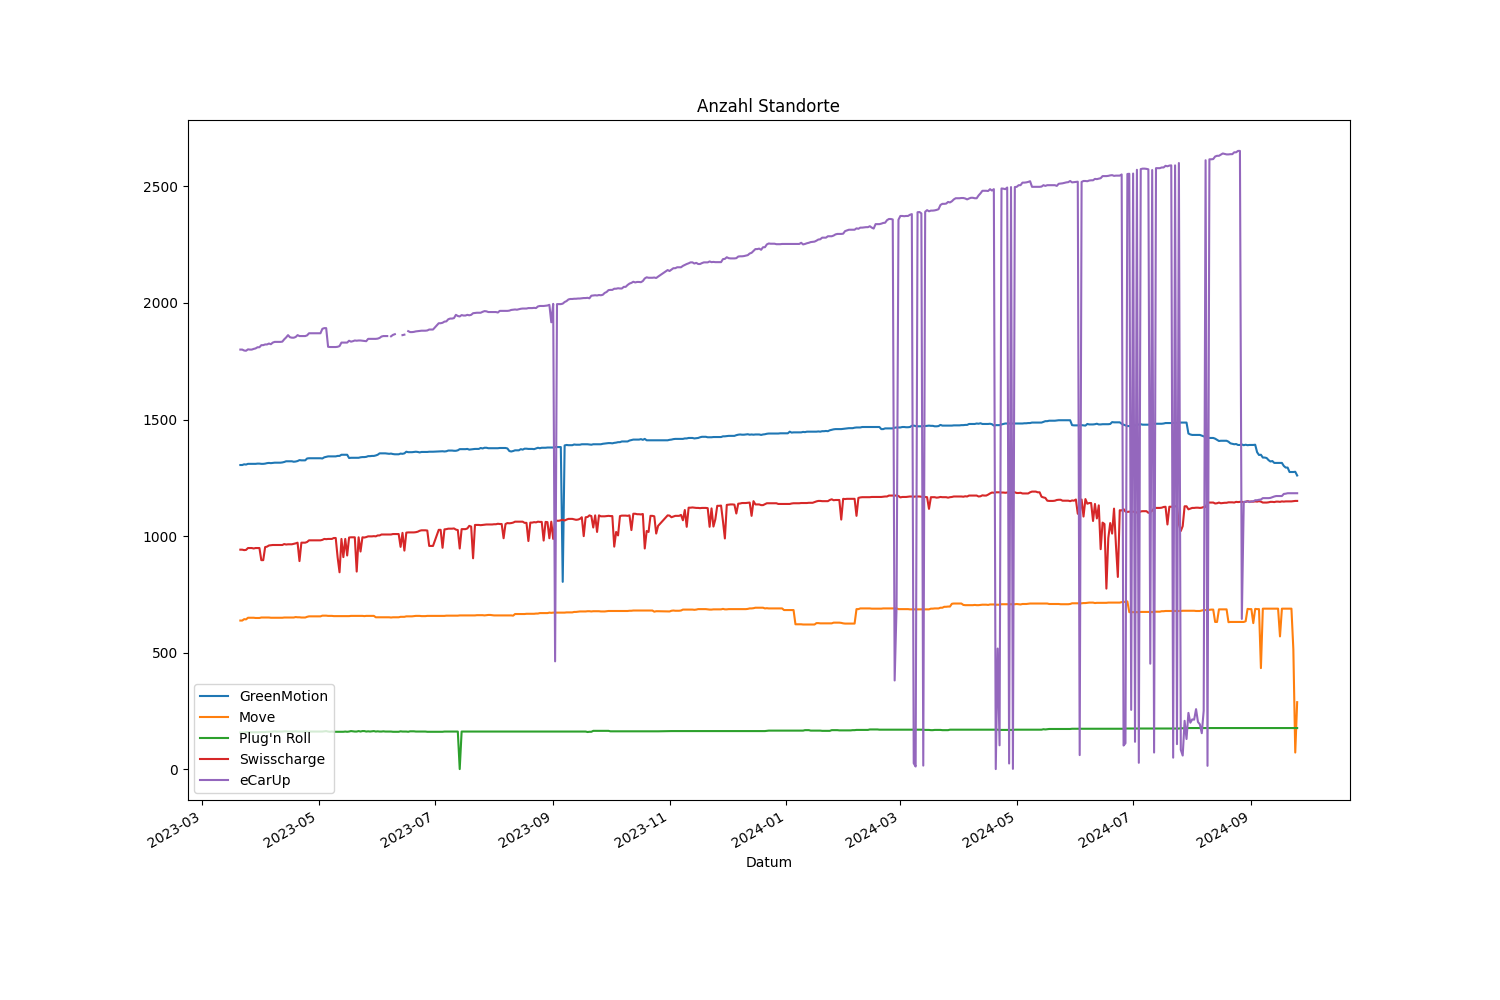 Anzahl Standorte
2500
2000
1500
1000
500
0
GreenMotion
Move
Plug'n Roll
Swisscharge
eCarUp
2023-03
2023-05
2023-07
2023-09
2023-11
2024-01
2024-03
2024-05
2024-07
2024-09
Datum